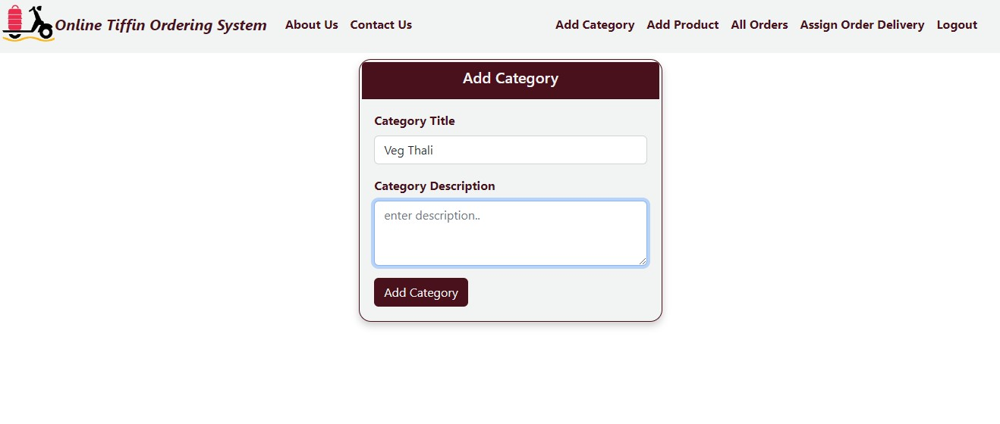 Online Tiffin Ordering System About Us Contact Us Add Category Add Product All Orders Assign Order Delivery Logout
Add Category
Category Title
Veg Thali
Category Description
enter description..
Add Category